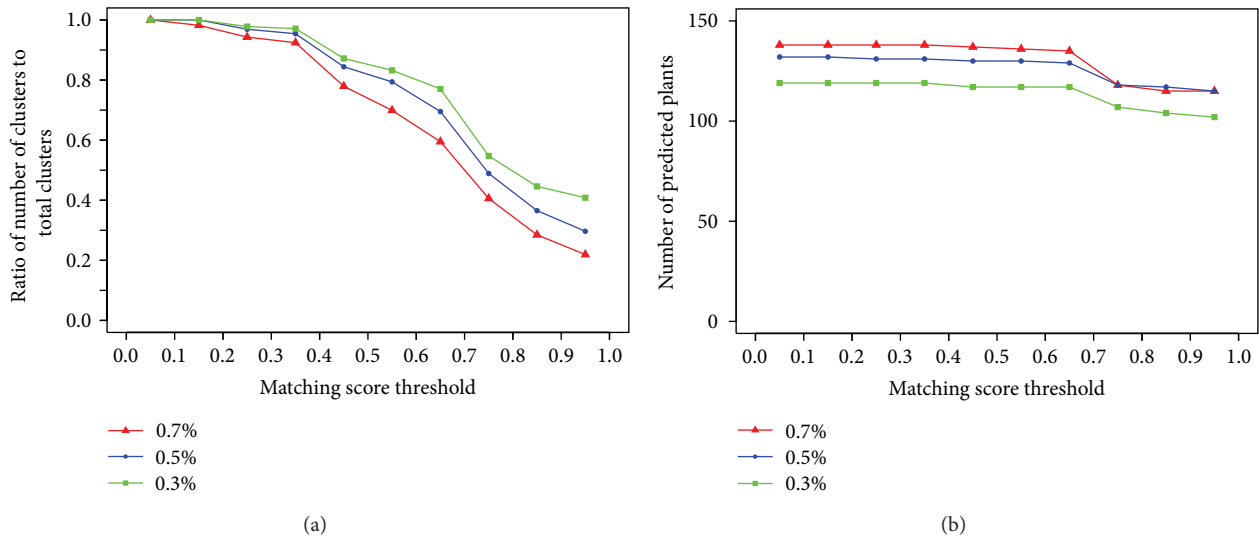 Ratio of number of clusters to
total clusters
1.0
0.8
0.6
0.4
0.2
0.0
0.0 0.1 0.2 0.3 0.4 0.5 0.6 0.7 0.8 0.9 1.0
Matching score threshold
0.7%
0.5%
0.3%
(a)
Number of predicted plants
150
100
50
0
0.0 0.1 0.2 0.3 0.4 0.5 0.6 0.7 0.8 0.9 1.0
Matching score threshold
0.7%
0.5%
0.3%
(b)